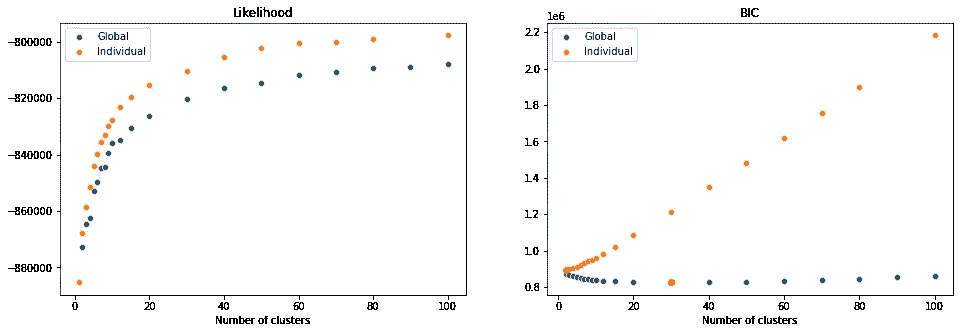 Likelihood
Global
Individual
−800000
−820000
−840000
−860000
−880000
0 20 40 60 80 100
Number of clusters
BIC
1e6
Global
Individual
2.2
2.0
1.8
1.6
1.4
1.2
1.0
0.8
0 20 40 60 80 100
Number of clusters